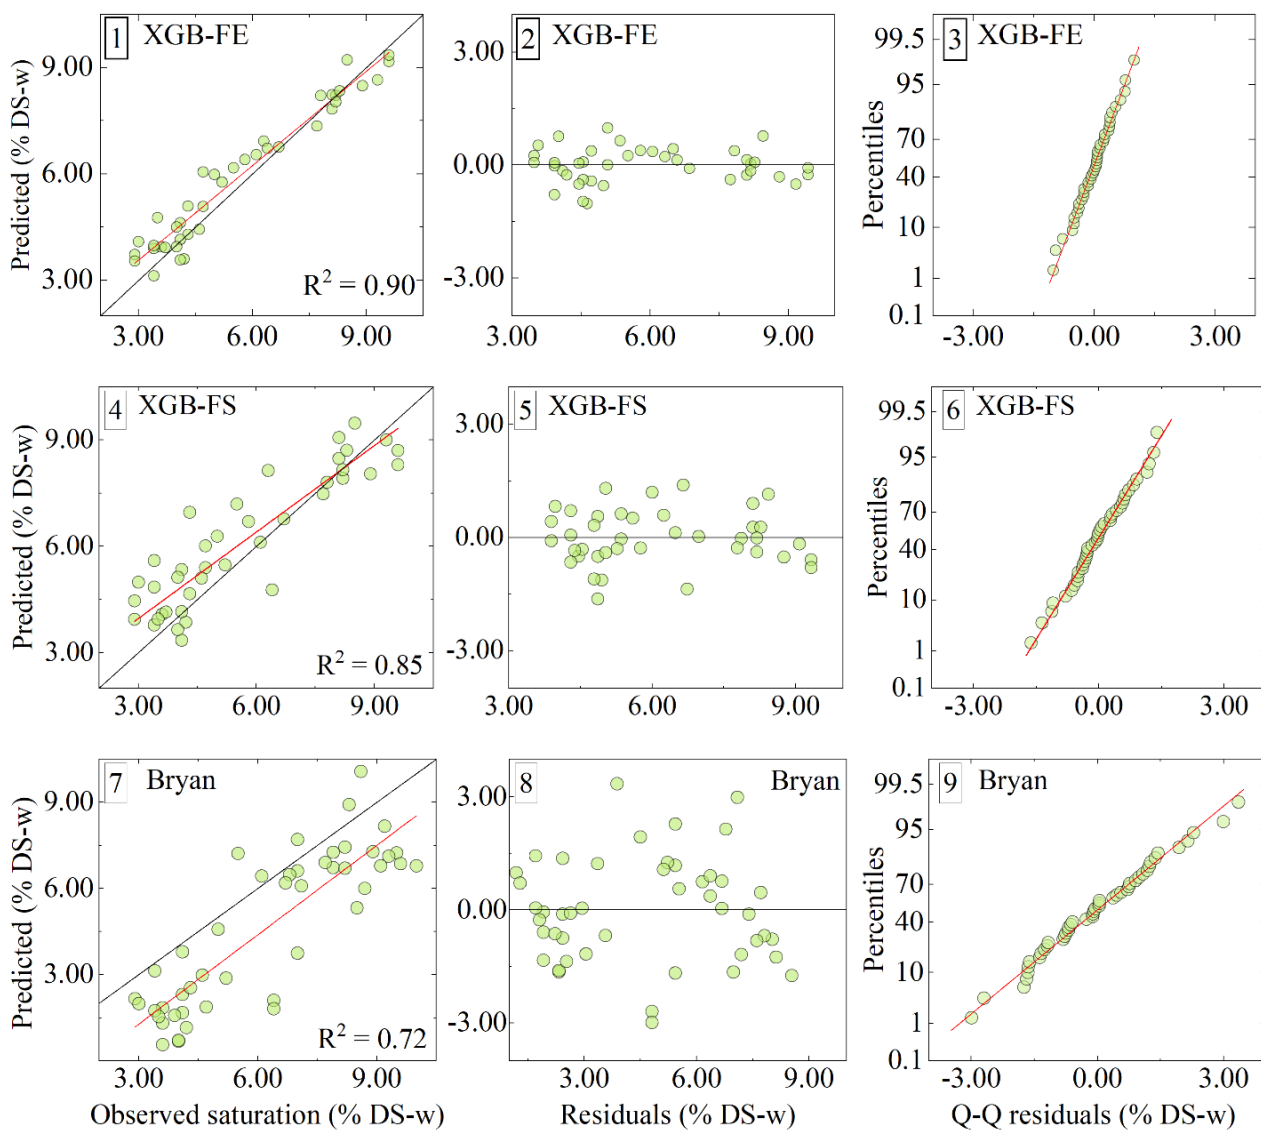 1 XGB-FE
9.00
6.00
3.00
Predicted (% DS-w)
R² = 0.90
3.00 6.00 9.00
2 XGB-FE
3.00
0.00
-3.00
3.00 6.00 9.00
3 XGB-FE
99.5
95
70
40
10
1
0.1
Percentiles
-3.00 0.00 3.00
4 XGB-FS
9.00
6.00
3.00
Predicted (% DS-w)
R² = 0.85
3.00 6.00 9.00
5 XGB-FS
3.00
0.00
-3.00
3.00 6.00 9.00
6 XGB-FS
99.5
95
70
40
10
1
0.1
Percentiles
-3.00 0.00 3.00
7 Bryan
9.00
6.00
3.00
Predicted (% DS-w)
R² = 0.72
3.00 6.00 9.00
Observed saturation (% DS-w)
8 Bryan
3.00
0.00
-3.00
3.00 6.00 9.00
Residuals (% DS-w)
9 Bryan
99.5
95
70
40
10
1
0.1
Percentiles
-3.00 0.00 3.00
Q-Q residuals (% DS-w)